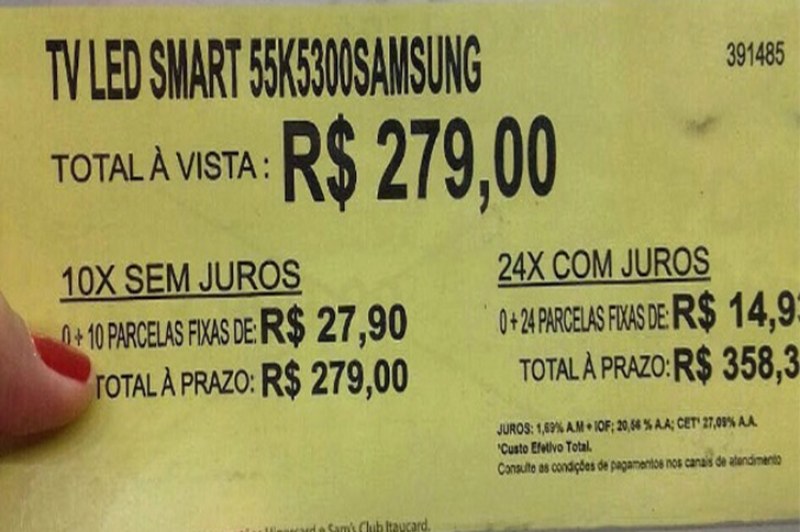 TV LED SMART 55K5300SAMSUNG
391485
TOTAL À VISTA : R$ 279,00
10X SEM JUROS
0+10 PARCELAS FIXAS DE: R$ 27,90
TOTAL À PRAZO: R$ 279,00
24X COM JUROS
0+24 PARCELAS FIXAS DE: R$ 14,9
TOTAL À PRAZO: R$ 358,3
JUROS: 1,69% A.M + IOF; 20,56 % A.A; CET* 27,09% A.A.
*Custo Efetivo Total.
Consulte as condições de pagamentos nos canais de atendimento
e Sam's Club Itaucard.